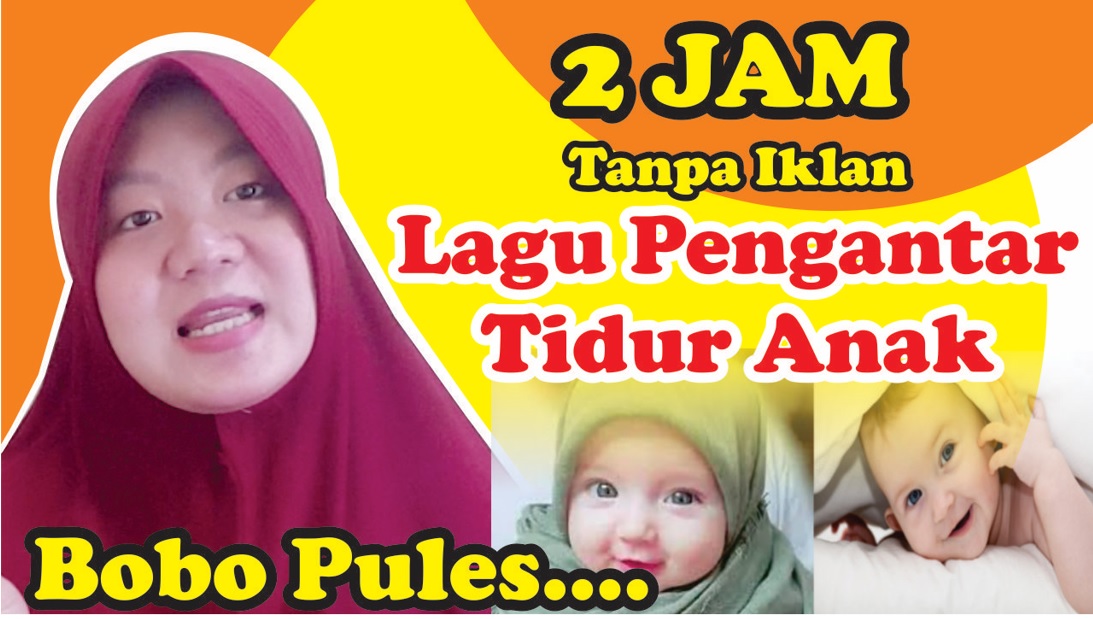 2 JAM
Tanpa Iklan
Lagu Pengantar
Tidur Anak
Bobo Pules....